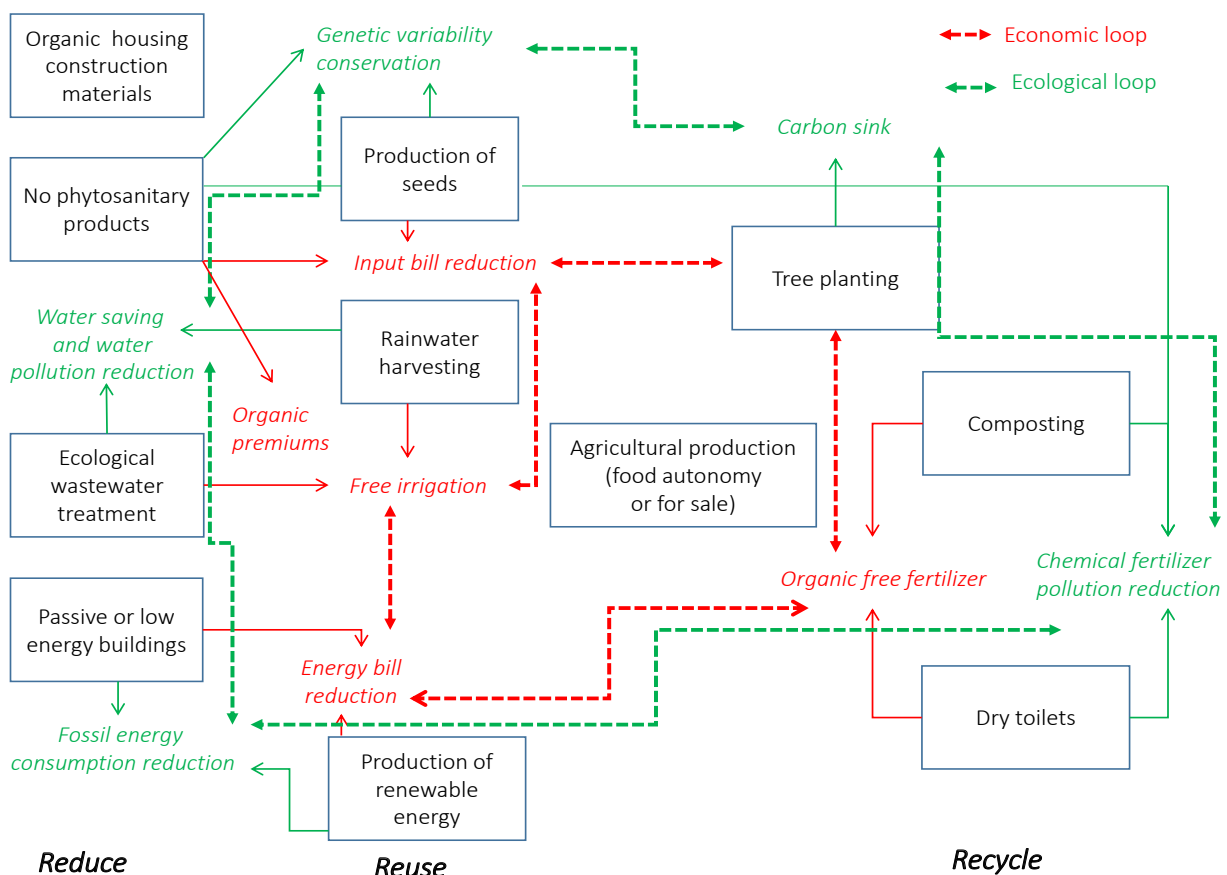 Organic housing
construction
materials
Genetic variability
conservation
Economic loop
Ecological loop
Carbon sink
Production of
seeds
No phytosanitary
products
Input bill reduction
Tree planting
Water saving
and water
pollution reduction
Rainwater
harvesting
Organic
premiums
Composting
Agricultural production
(food autonomy
or for sale)
Ecological
wastewater
treatment
Free irrigation
Organic free fertilizer
Chemical fertilizer
pollution reduction
Passive or low
energy buildings
Energy bill
reduction
Dry toilets
Fossil energy
consumption reduction
Production of
renewable
energy
Reduce
Reuse
Recycle